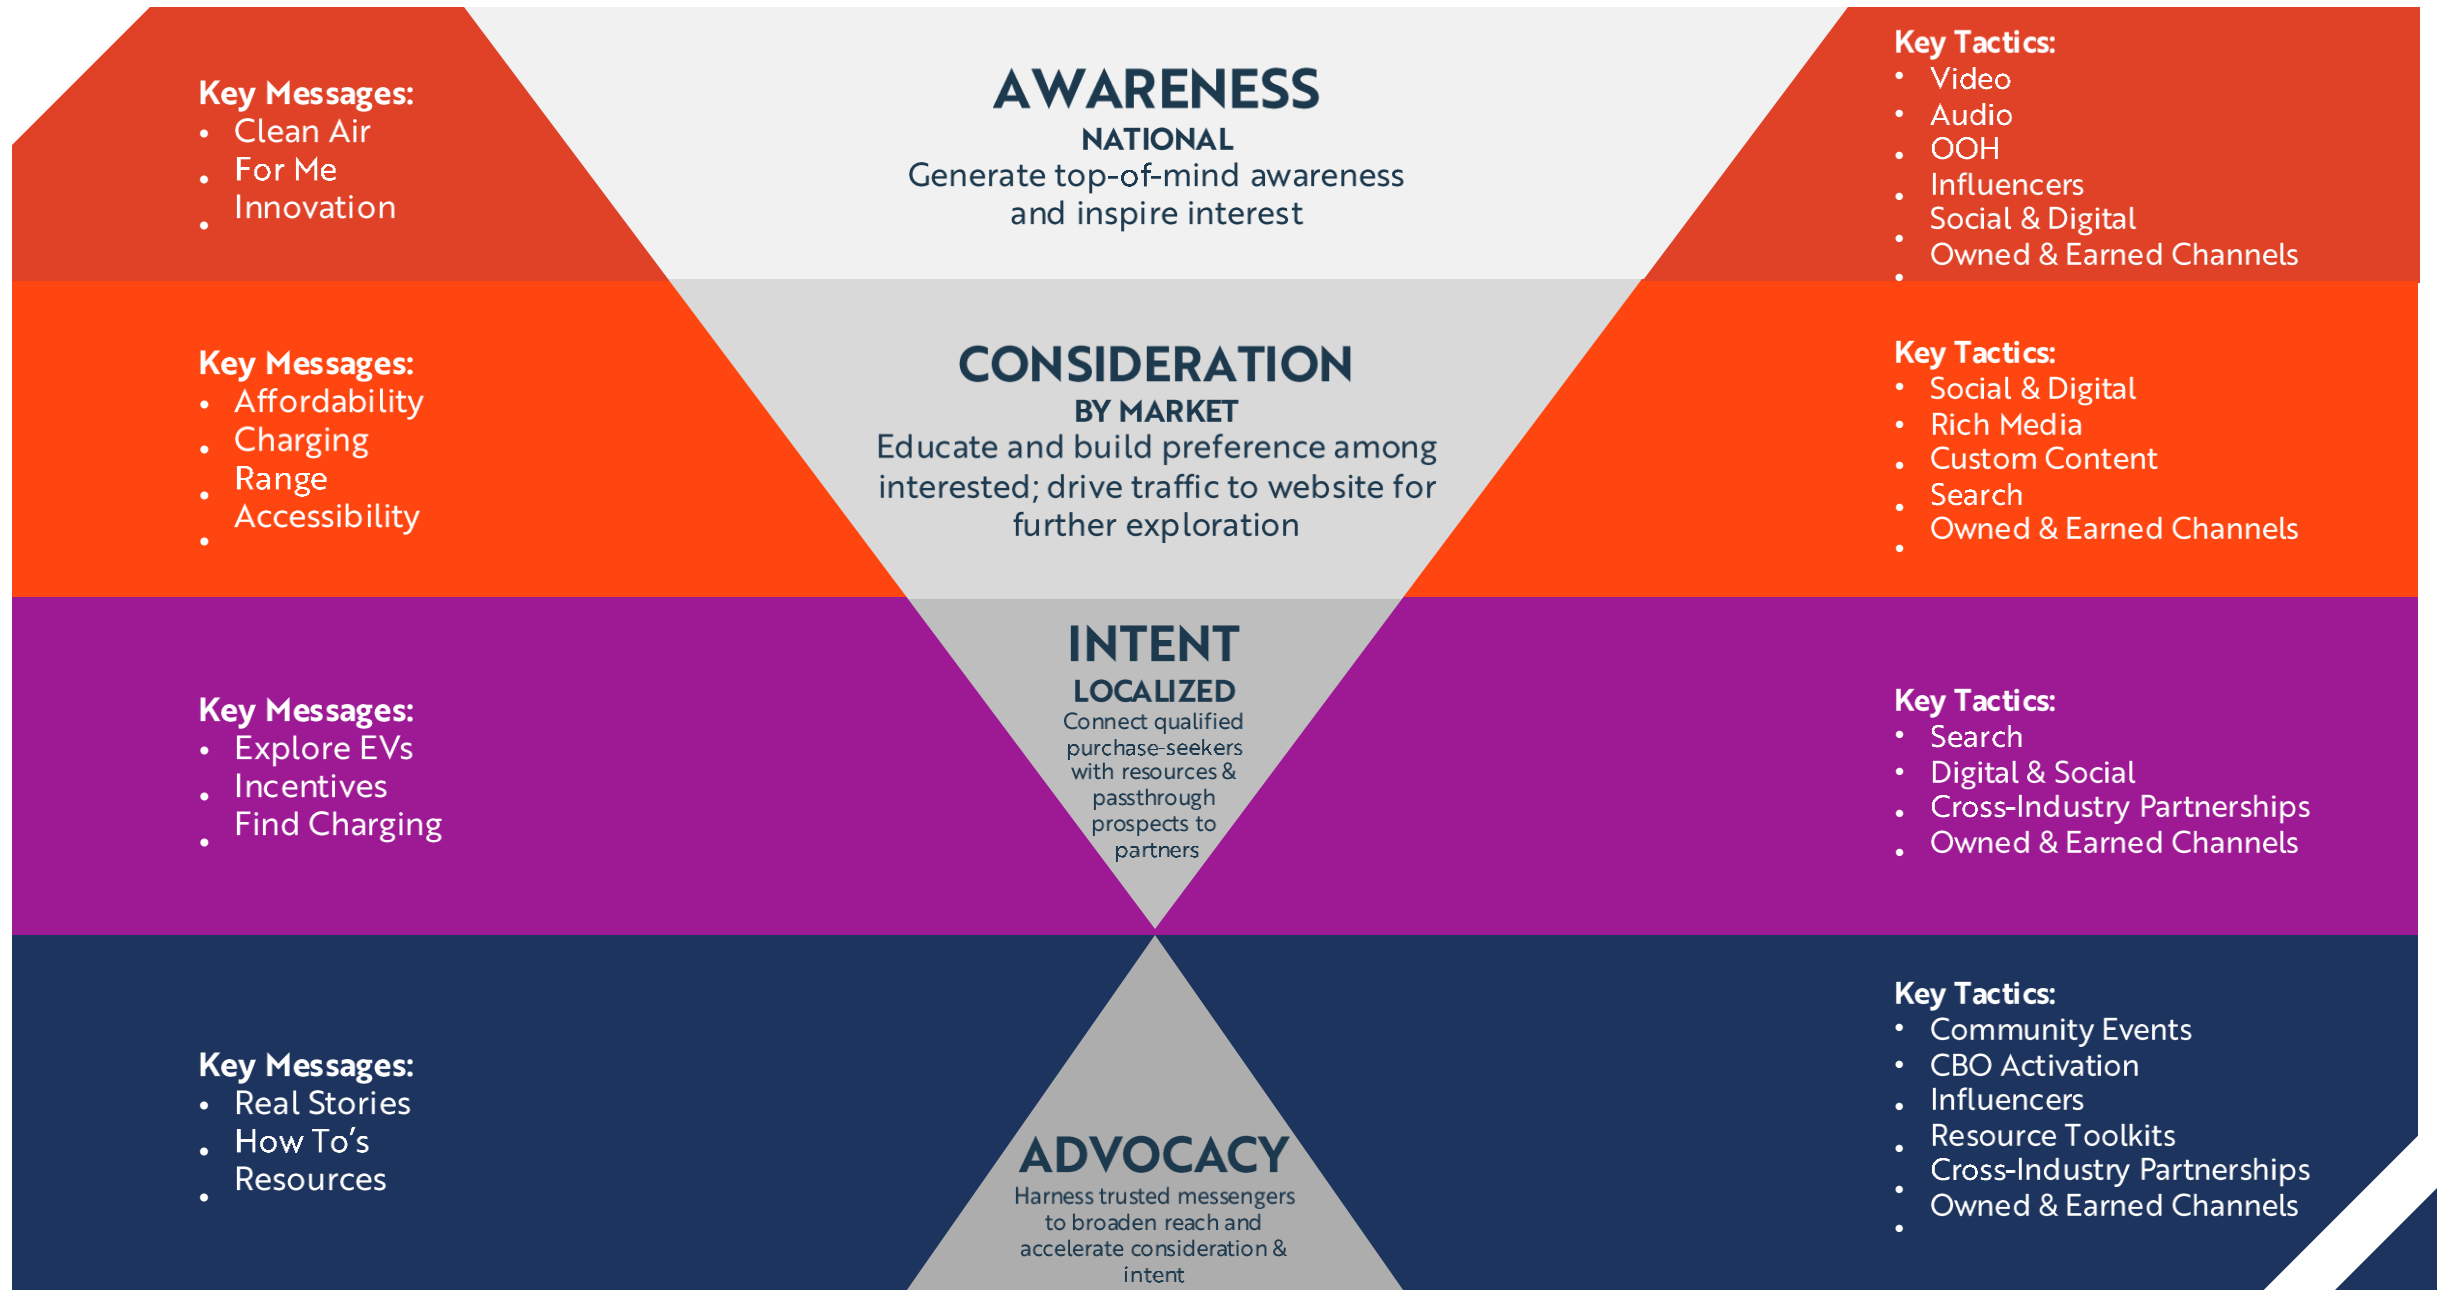 Key Messages:
• Clean Air
• For Me
• Innovation
AWARENESS
NATIONAL
Generate top-of-mind awareness
and inspire interest
Key Tactics:
• Video
• Audio
• OOH
• Influencers
• Social & Digital
• Owned & Earned Channels
Key Messages:
• Affordability
• Charging
• Range
• Accessibility
CONSIDERATION
BY MARKET
Educate and build preference among
interested; drive traffic to website for
further exploration
Key Tactics:
• Social & Digital
• Rich Media
• Custom Content
• Search
• Owned & Earned Channels
Key Messages:
• Explore EVs
• Incentives
• Find Charging
INTENT
LOCALIZED
Connect qualified
purchase-seekers
with resources &
passthrough
prospects to
partners
Key Tactics:
• Search
• Digital & Social
• Cross-Industry Partnerships
• Owned & Earned Channels
Key Messages:
• Real Stories
• How To’s
• Resources
ADVOCACY
Harness trusted messengers
to broaden reach and
accelerate consideration &
intent
Key Tactics:
• Community Events
• CBO Activation
• Influencers
• Resource Toolkits
• Cross-Industry Partnerships
• Owned & Earned Channels